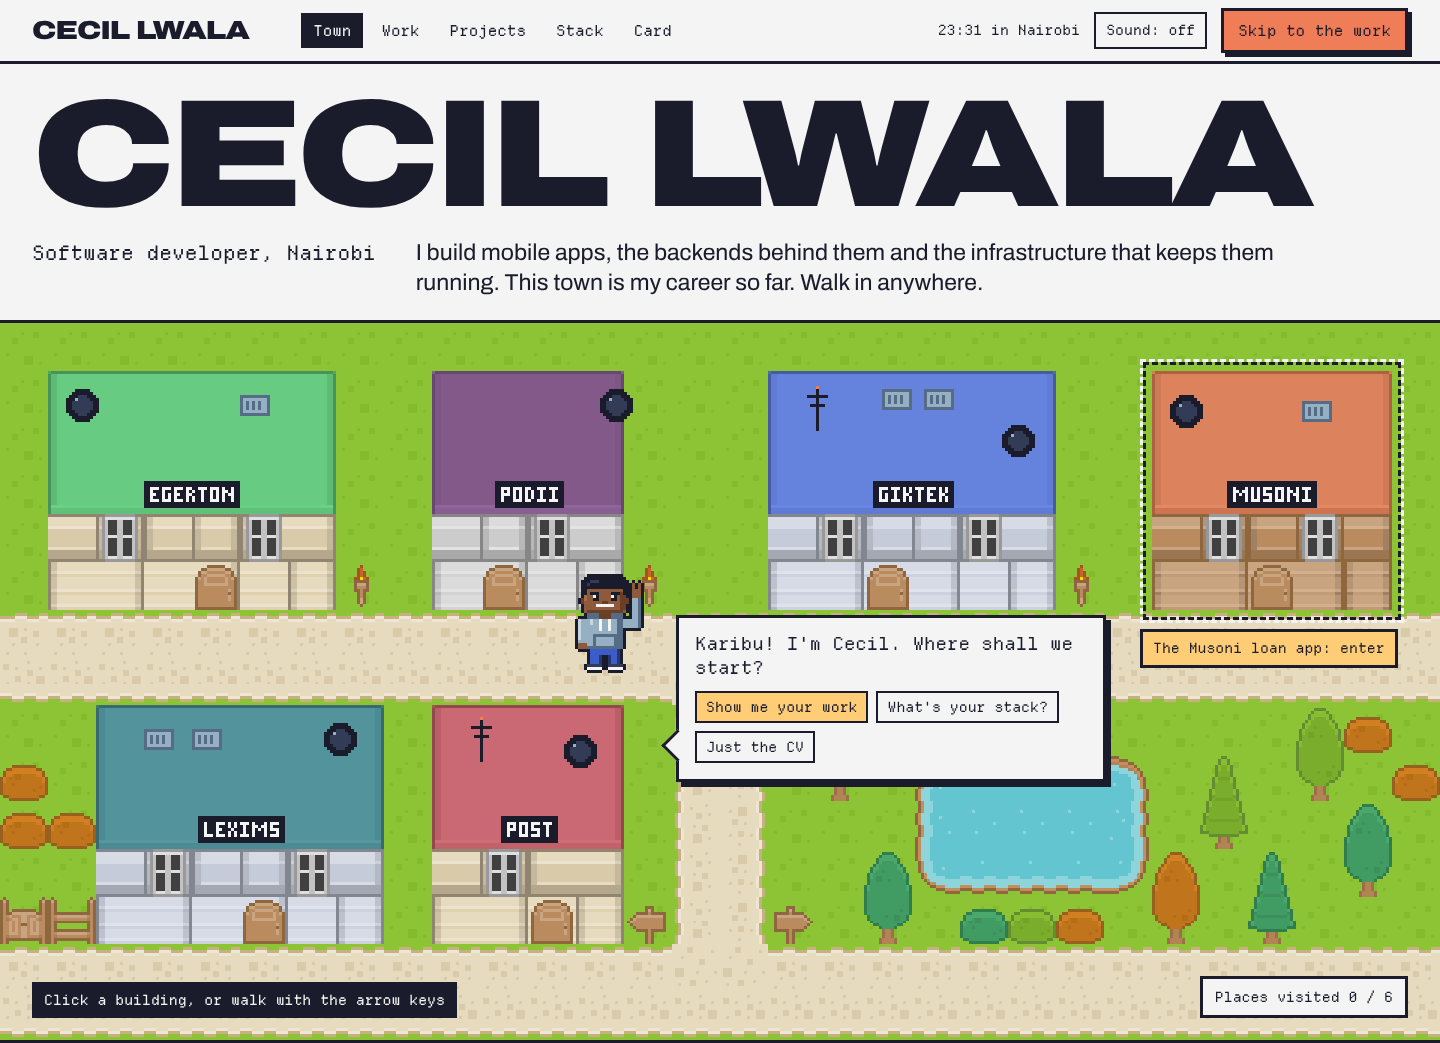 CECIL LWALA
Town Work Projects Stack Card
23:31 in Nairobi
Sound: off
Skip to the work
CECIL LWALA
Software developer, Nairobi
I build mobile apps, the backends behind them and the infrastructure that keeps them
running. This town is my career so far. Walk in anywhere.
EGERTON
PODII
GIKTEK
MUSONI
The Musoni loan app: enter
Karibu! I'm Cecil. Where shall we
start?
Show me your work
What's your stack?
Just the CV
LEXIMS
POST
Click a building, or walk with the arrow keys
Places visited 0 / 6